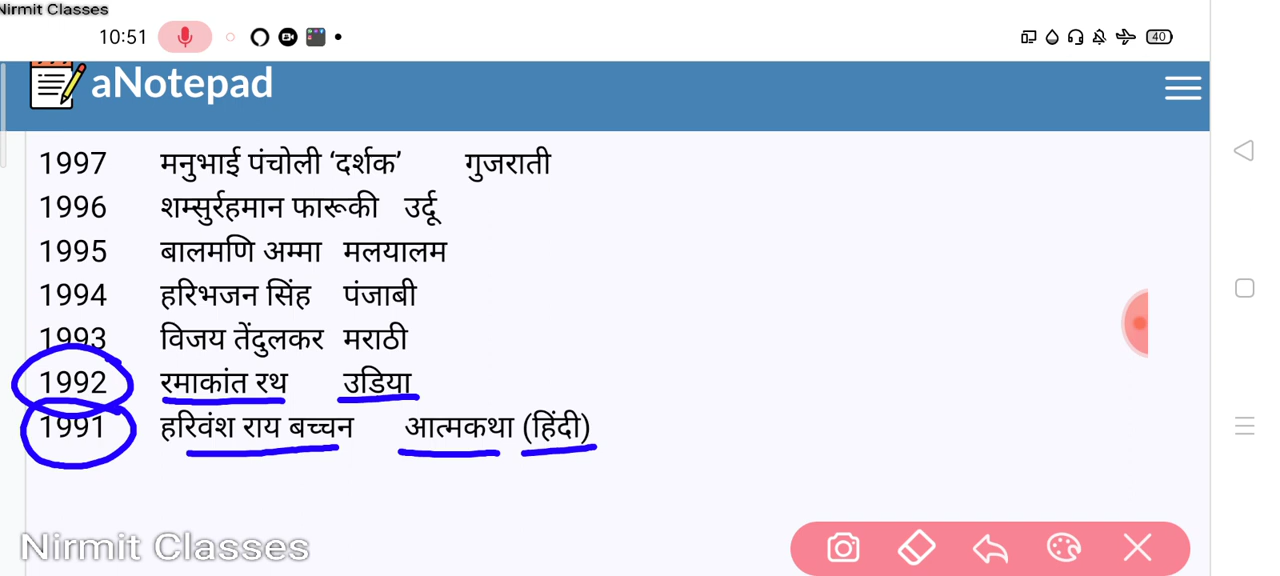 Nirmit Classes
10:51 40
aNotepad
1997 मनुभाई पंचोली ‘दर्शक’ गुजराती
1996 शम्सुर्रहमान फारूकी उर्दू
1995 बालमणि अम्मा मलयालम
1994 हरिभजन सिंह पंजाबी
1993 विजय तेंदुलकर मराठी
1992 रमाकांत रथ उडिया
1991 हरिवंश राय बच्चन आत्मकथा (हिंदी)
Nirmit Classes